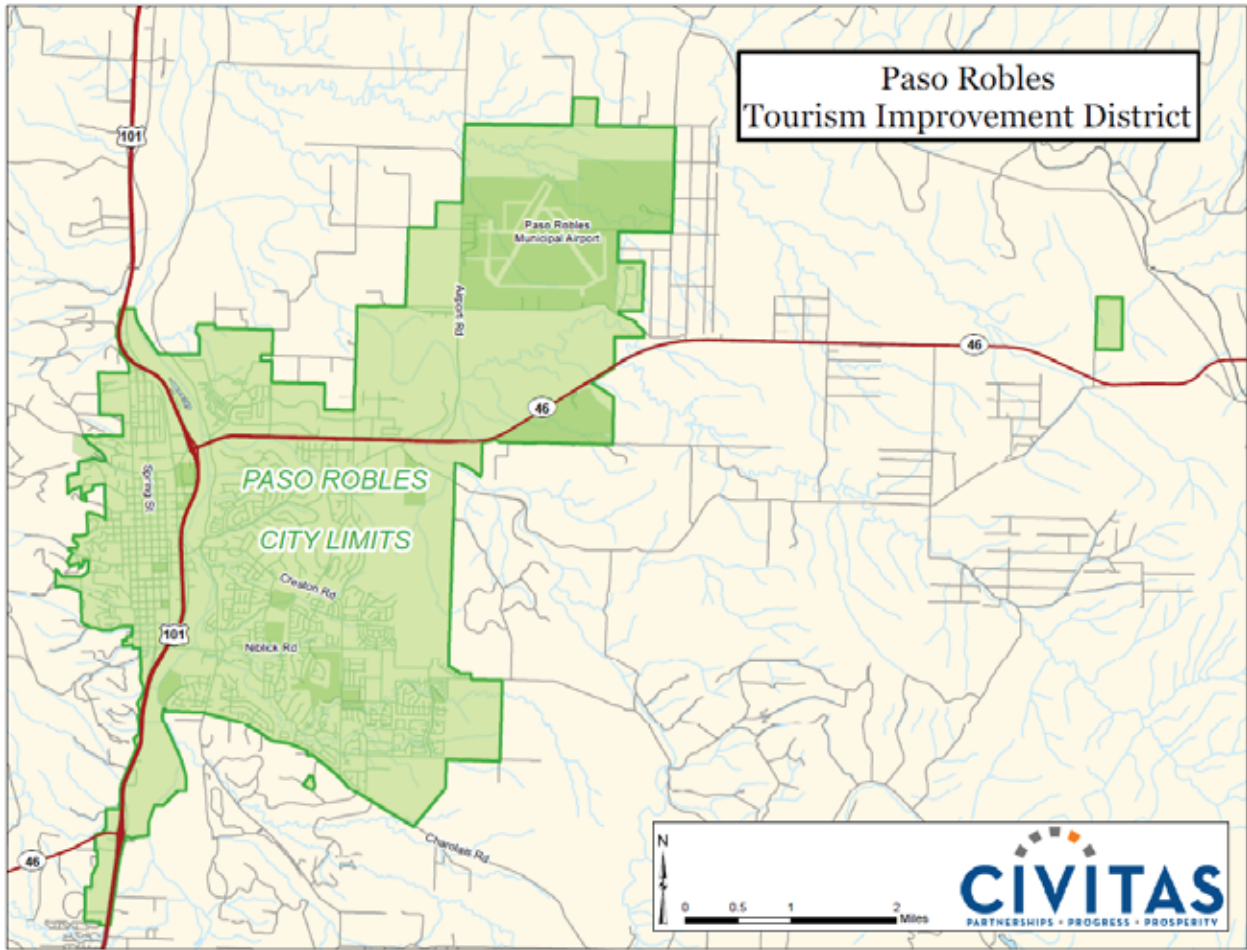 Paso Robles
Tourism Improvement District
101
Paso Robles
Municipal Airport
Airport Rd
46
46
Spring St
PASO ROBLES
CITY LIMITS
Creston Rd
Niblick Rd
101
Charolais Rd
46
N
0 0.5 1 2
Miles
CIVITAS
PARTNERSHIPS • PROGRESS • PROSPERITY